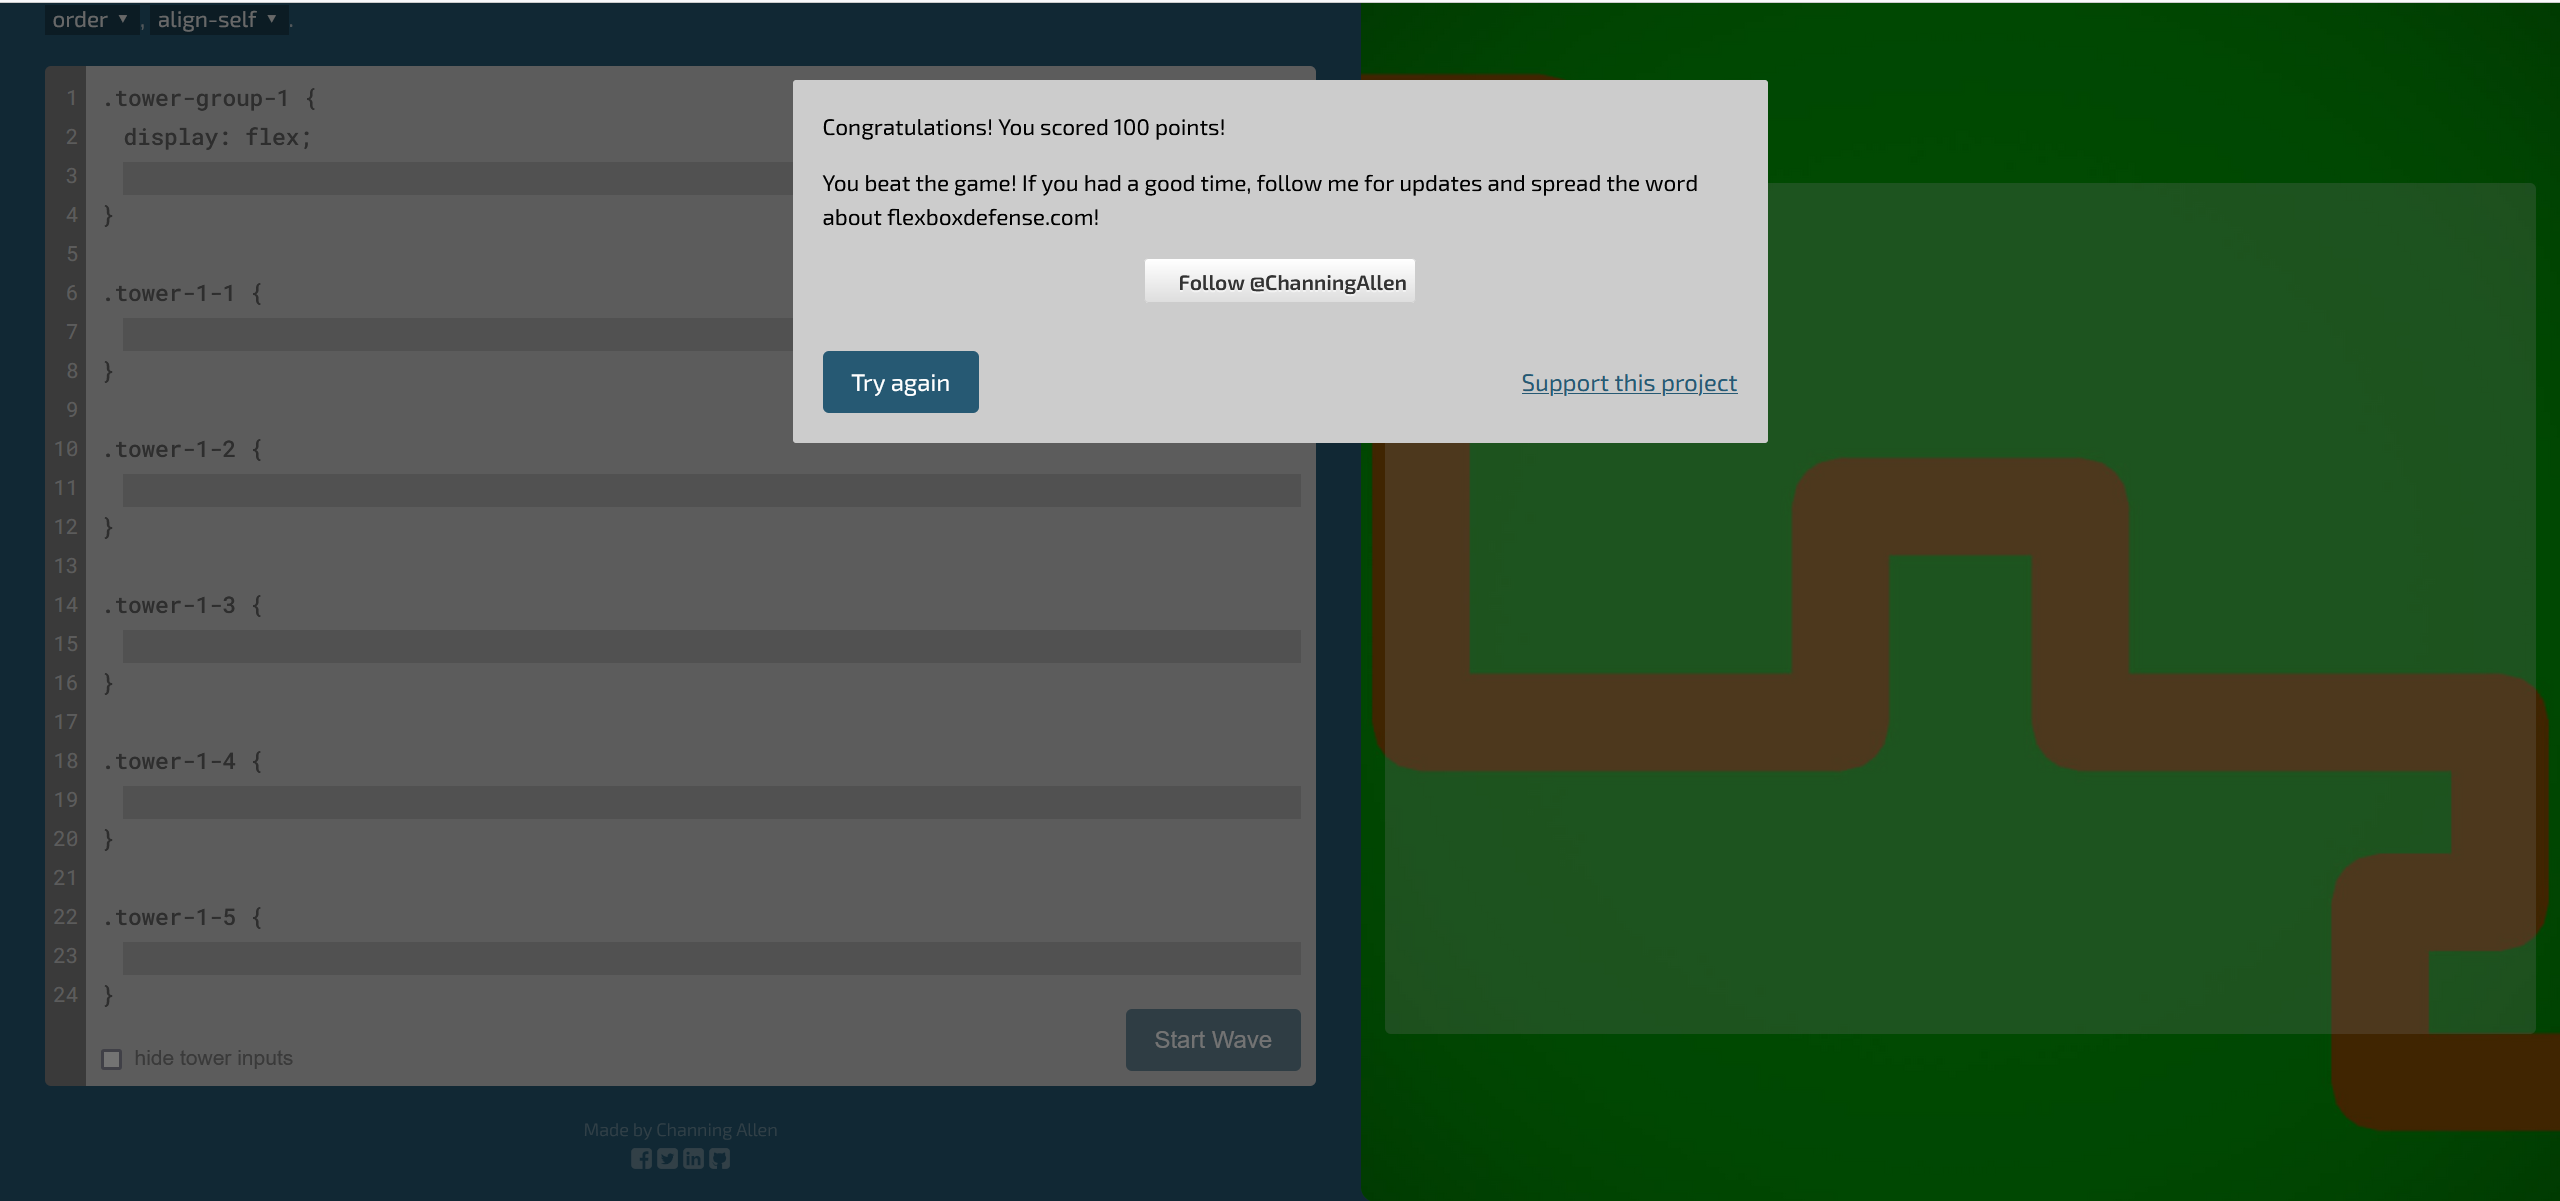 order ▼ , align-self ▼ .
1 .tower-group-1 {
2 display: flex;
3
4 }
5
6 .tower-1-1 {
7
8 }
9
10 .tower-1-2 {
11
12 }
13
14 .tower-1-3 {
15
16 }
17
18 .tower-1-4 {
19
20 }
21
22 .tower-1-5 {
23
24 }
hide tower inputs
Start Wave
Made by Channing Allen
Congratulations! You scored 100 points!
You beat the game! If you had a good time, follow me for updates and spread the word
about flexboxdefense.com!
Follow @ChanningAllen
Try again
Support this project